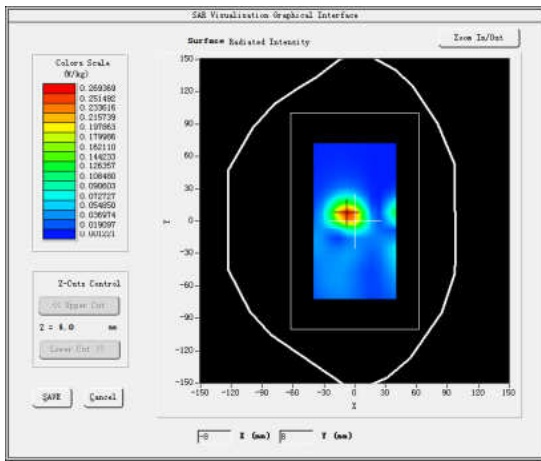 SAR Visualization Graphical Interface
Surface Radiated Intensity
Zoom In/Out
Colors Scale
(W/kg)
0.269369
0.251492
0.233616
0.215739
0.197863
0.179986
0.162110
0.144233
0.126357
0.108480
0.090603
0.072727
0.054850
0.036974
0.019097
0.001221
150
120
90
60
30
0
-30
-60
-90
-120
-150
Y
-150 -120 -90 -60 -30 0 30 60 90 120 150
X
Z-Cuts Control
<< Upper Cut
Z = 4.0 mm
Lower Cut >>
SAVE Cancel
-8 X (mm) 8 Y (mm)